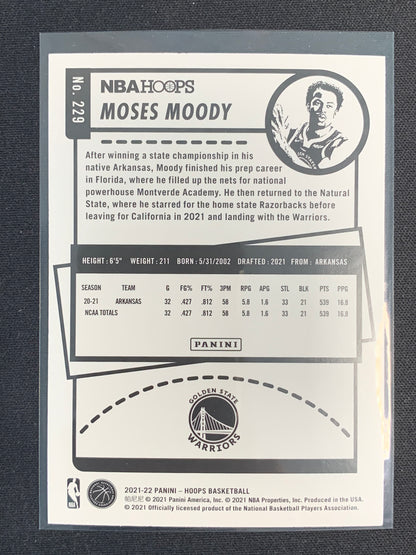 No. 229
NBA HOOPS
MOSES MOODY
After winning a state championship in his
native Arkansas, Moody finished his prep career
in Florida, where he filled up the nets for national
powerhouse Montverde Academy. He then returned to the Natural
State, where he starred for the home state Razorbacks before
leaving for California in 2021 and landing with the Warriors.
HEIGHT: 6'5" WEIGHT: 211 BORN: 5/31/2002 DRAFTED: 2021 FROM: ARKANSAS
SEASON TEAM G FG% FT% 3PM RPG APG STL BLK PTS PPG
20-21 ARKANSAS 32 .427 .812 58 5.8 1.6 33 21 539 16.8
NCAA TOTALS 32 .427 .812 58 5.8 1.6 33 21 539 16.8
PANINI
GOLDEN STATE
WARRIORS
2021-22 PANINI – HOOPS BASKETBALL
帕尼尼 © 2021 Panini America, Inc. © 2021 NBA Properties, Inc. Produced in the USA.
© 2021 Officially licensed product of the National Basketball Players Association.